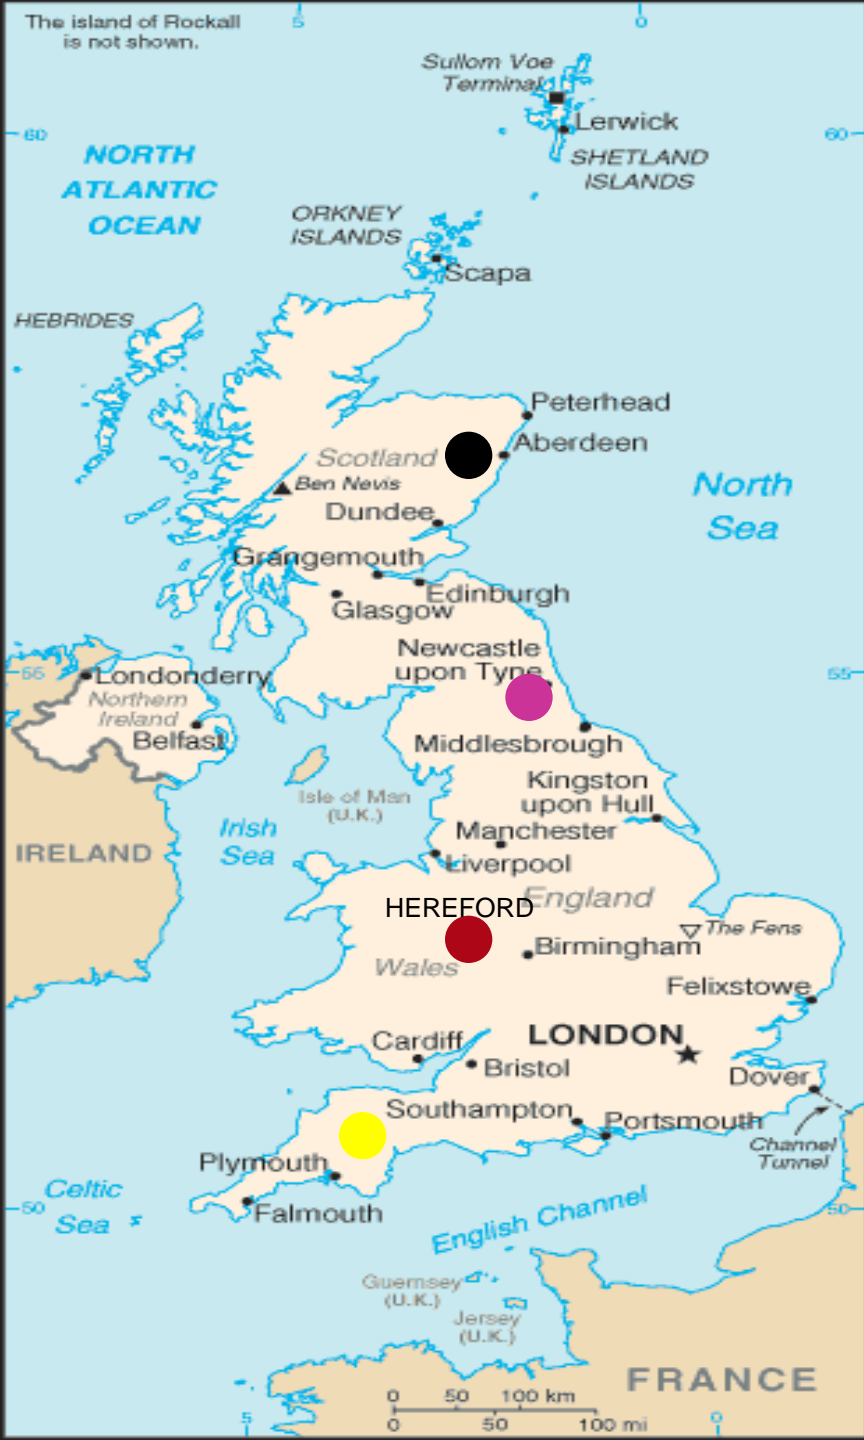 The island of Rockall
is not shown.
5
0
Sullom Voe
Terminal
Lerwick
60
60
NORTH
ATLANTIC
OCEAN
SHETLAND
ISLANDS
ORKNEY
ISLANDS
Scapa
HEBRIDES
Peterhead
Aberdeen
Scotland
Ben Nevis
North
Sea
Dundee
Grangemouth
Edinburgh
Glasgow
Newcastle
upon Tyne
55
55
Londonderry
Northern
Ireland
Belfast
Middlesbrough
Kingston
upon Hull
Isle of Man
(U.K.)
Irish
Sea
Manchester
IRELAND
Liverpool
England
HEREFORD
The Fens
Birmingham
Wales
Felixstowe
LONDON
Cardiff
Bristol
Dover
Southampton
Portsmouth
Channel
Tunnel
Plymouth
Celtic
Sea
50
50
Falmouth
English Channel
Guernsey
(U.K.)
Jersey
(U.K.)
FRANCE
0 50 100 km
0 50 100 mi
5
0